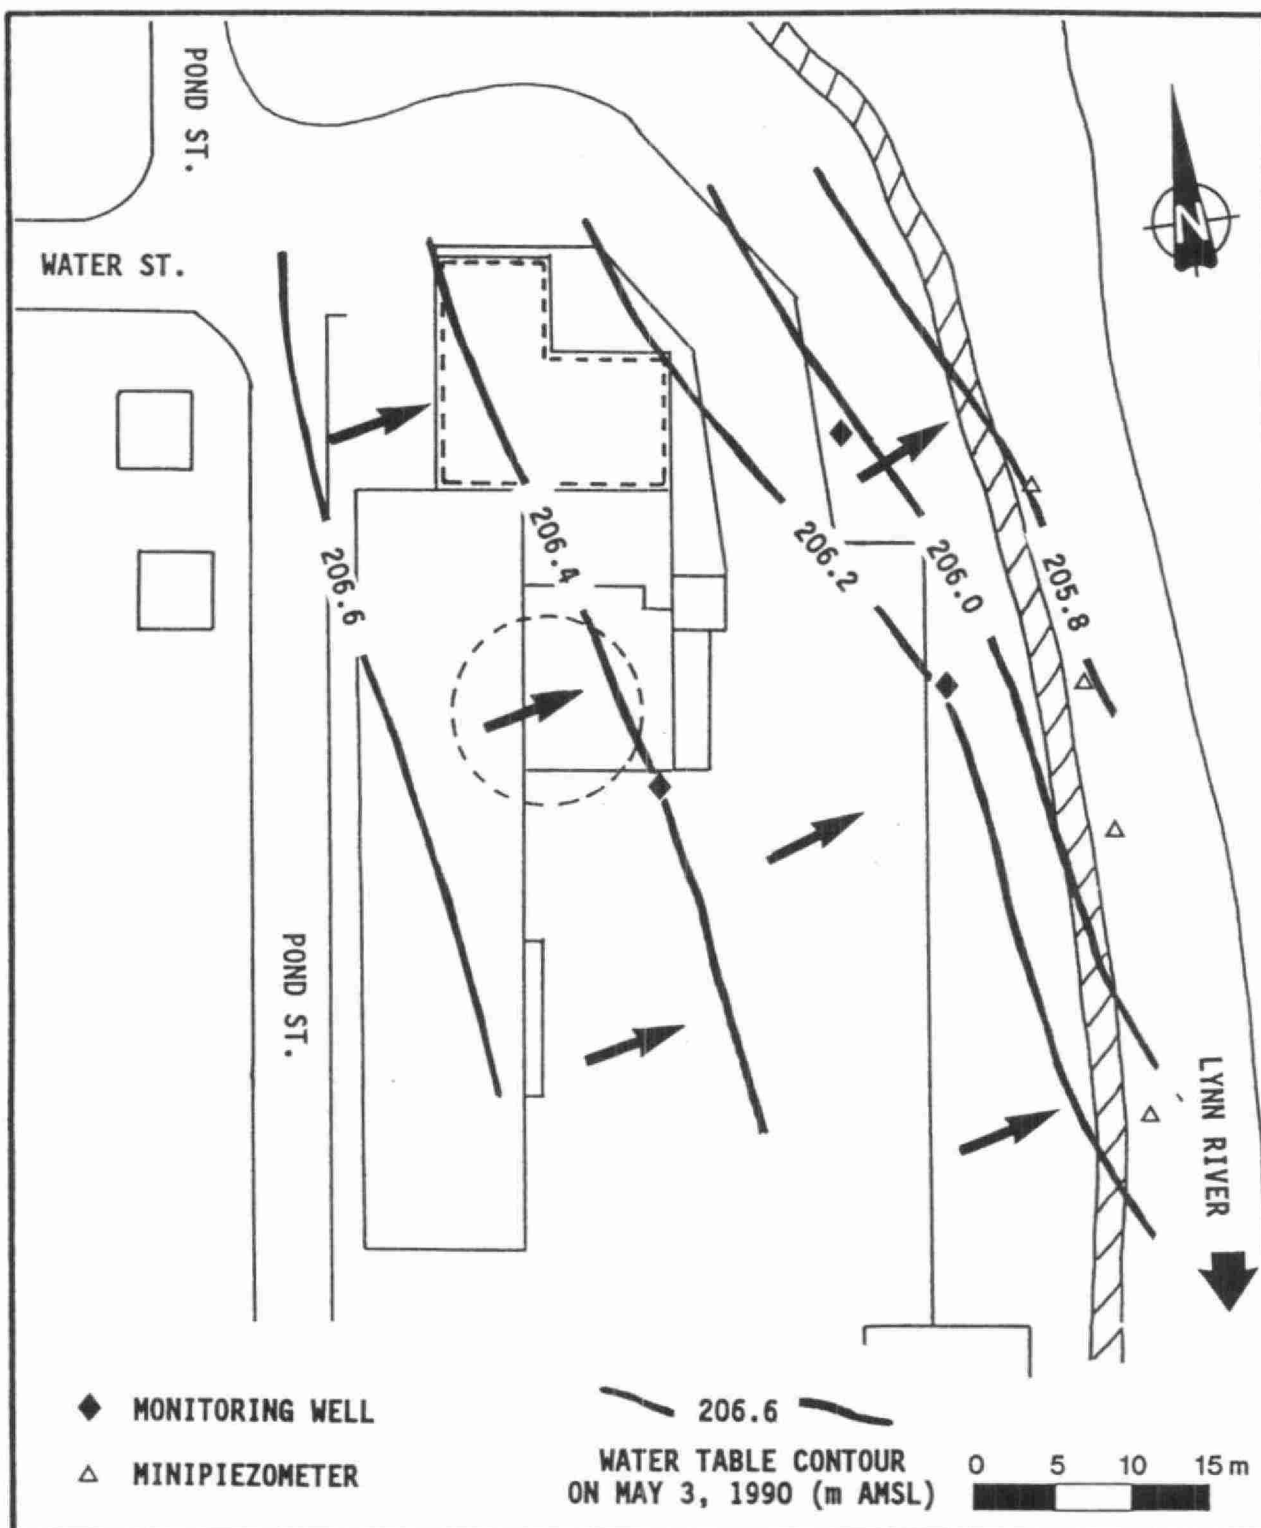 POND ST.
N
WATER ST.
206.6
206.4
206.2
206.0
205.8
POND ST.
LYNN RIVER
MONITORING WELL
MINIPIEZOMETER
206.6
WATER TABLE CONTOUR
ON MAY 3, 1990 (m AMSL)
0 5 10 15 m